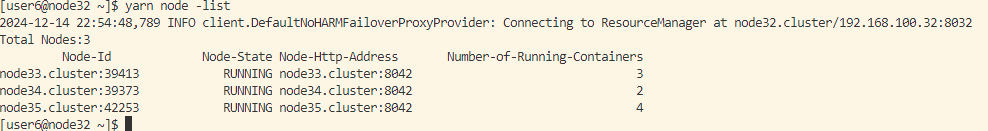 [user6@node32 ~]$ yarn node -list
2024-12-14 22:54:48,789 INFO client.DefaultNoHARMFailoverProxyProvider: Connecting to ResourceManager at node32.cluster/192.168.100.32:8032
Total Nodes:3
Node-Id Node-State Node-Http-Address Number-of-Running-Containers
node33.cluster:39413 RUNNING node33.cluster:8042 3
node34.cluster:39373 RUNNING node34.cluster:8042 2
node35.cluster:42253 RUNNING node35.cluster:8042 4
[user6@node32 ~]$